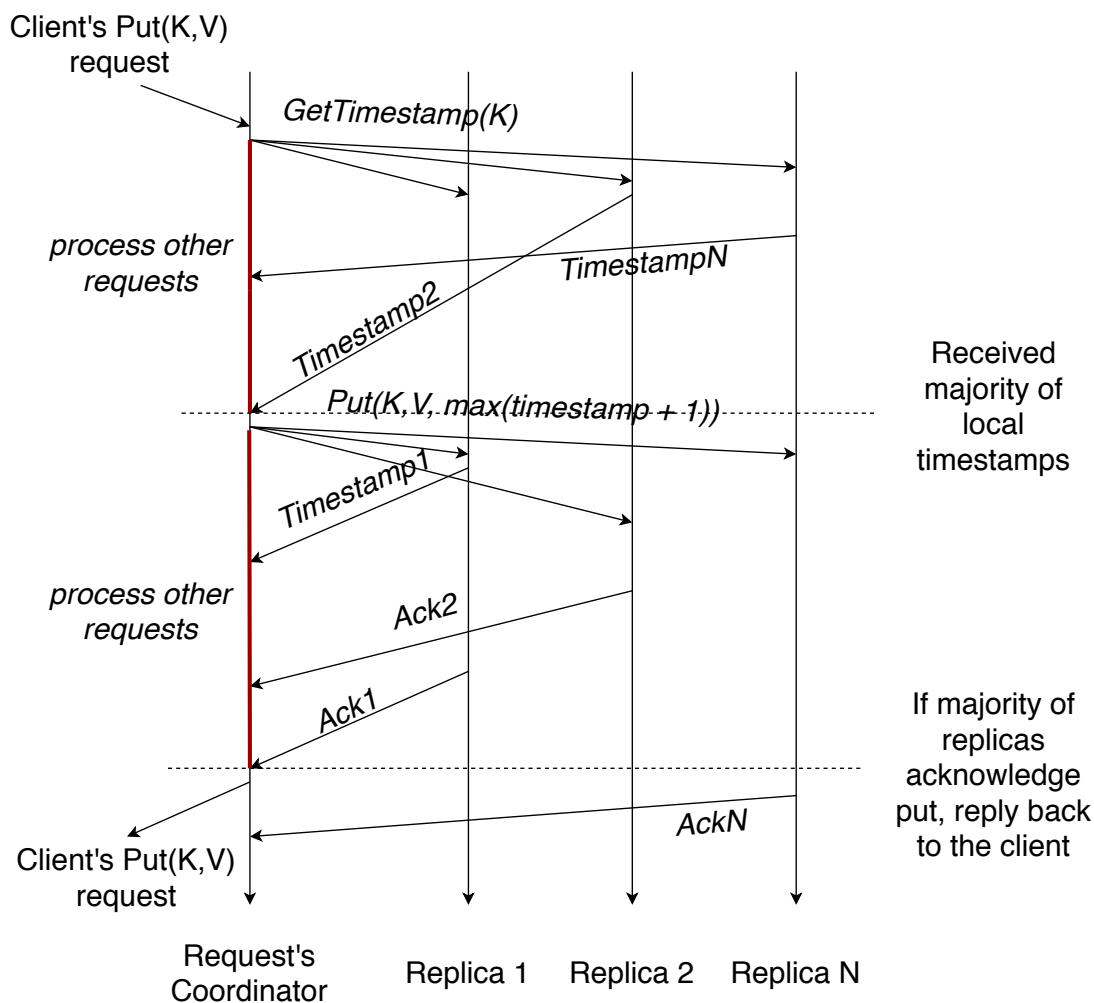 Client's Put(K,V)
request
GetTimestamp(K)
process other
requests
TimestampN
Timestamp2
Received
majority of
local
timestamps
Put(K,V, max(timestamp + 1))
Timestamp1
process other
requests
Ack2
Ack1
If majority of
replicas
acknowledge
put, reply back
to the client
AckN
Client's Put(K,V)
request
Request's
Coordinator
Replica 1
Replica 2
Replica N